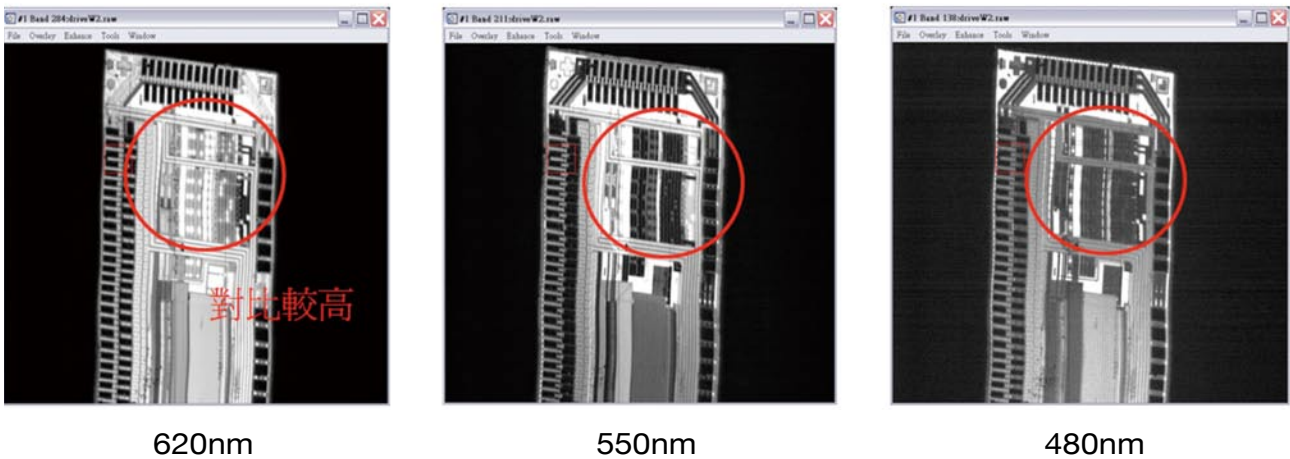 #1 Band 284:driveW2.raw
File Overlay Enhance Tools Window
對比較高
620nm
#1 Band 211:driveW2.raw
File Overlay Enhance Tools Window
550nm
#1 Band 138:driveW2.raw
File Overlay Enhance Tools Window
480nm